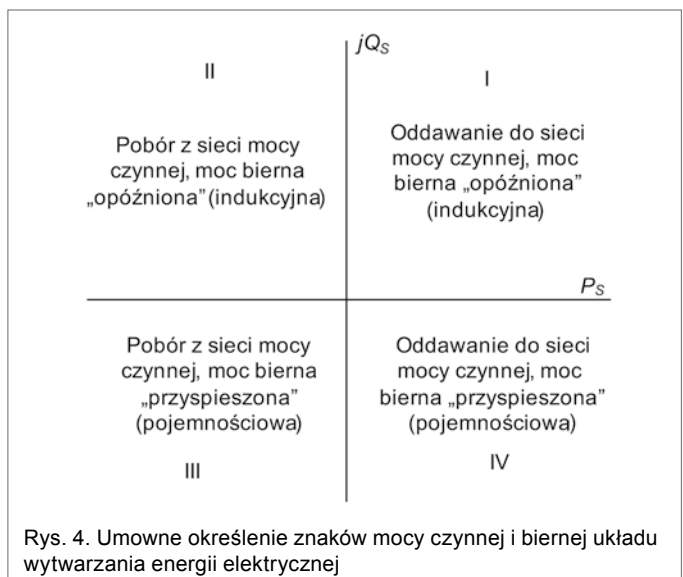 jQS
II
I
Pobór z sieci mocy
czynnej, moc bierna
„opóźniona” (indukcyjna)
Oddawanie do sieci
mocy czynnej, moc
bierna „opóźniona”
(indukcyjna)
PS
Pobór z sieci mocy
czynnej, moc bierna
„przyspieszona”
(pojemnościowa)
III
Oddawanie do sieci
mocy czynnej, moc
bierna „przyspieszona”
(pojemnościowa)
IV
Rys. 4. Umowne określenie znaków mocy czynnej i biernej układu
wytwarzania energii elektrycznej